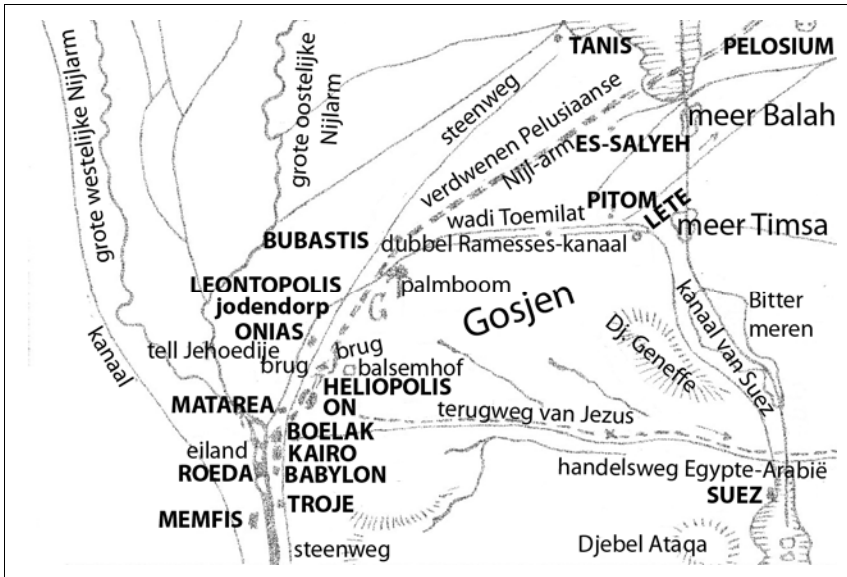 TANIS
PELOSIUM
grote westelijke Nijlarm
grote oostelijke
Nijlarm
steenweg
verdwenen Pelusiaanse
Nijl-arm
meer Balah
ES-SALYEH
PITOM
LETE
wadi Toemilat
BUBASTIS
dubbel Ramesses-kanaal
meer Timsa
LEONTOPOLIS
jodendorp
ONIAS
palmboom
Gosjen
Bitter
meren
kanaal van Suez
Dj. Geneffe
kanaal
tell Jehoedije
brug
brug
balsemhof
HELIOPOLIS
ON
MATAREA
terugweg van Jezus
BOELAK
eiland
KAIRO
ROEDA
BABYLON
handelsweg Egypte-Arabië
SUEZ
TROJE
MEMFIS
steenweg
Djebel Ataqa